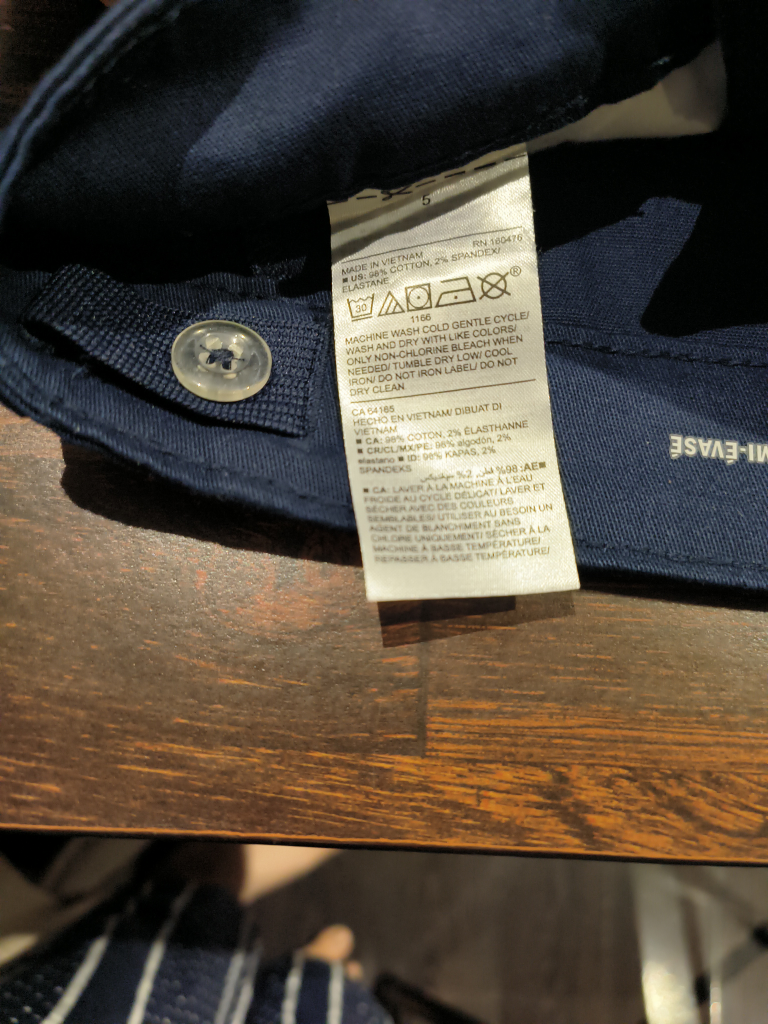 5
MADE IN VIETNAM RN 160476
■ US: 98% COTTON, 2% SPANDEX/
ELASTANE
30 ®
1166
MACHINE WASH COLD GENTLE CYCLE/
WASH AND DRY WITH LIKE COLORS/
ONLY NON-CHLORINE BLEACH WHEN
NEEDED/ TUMBLE DRY LOW/ COOL
IRON/ DO NOT IRON LABEL/ DO NOT
DRY CLEAN
CA 64165
HECHO EN VIETNAM/ DIBUAT DI
VIETNAM
■ CA: 98% COTON, 2% ÉLASTHANNE
■ CR/CL/MX/PE: 98% algodón, 2%
elastano ■ ID: 98% KAPAS, 2%
SPANDEKS
■AE: 98% قطن, 2% سباندیکس
■ CA: LAVER À LA MACHINE À L'EAU
FROIDE AU CYCLE DÉLICAT/ LAVER ET
SÉCHER AVEC DES COULEURS
SEMBLABLES/ UTILISER AU BESOIN UN
AGENT DE BLANCHIMENT SANS
CHLORE UNIQUEMENT/ SÉCHER À LA
MACHINE À BASSE TEMPÉRATURE/
REPASSER À BASSE TEMPÉRATURE/
MI-ÉVASÉ